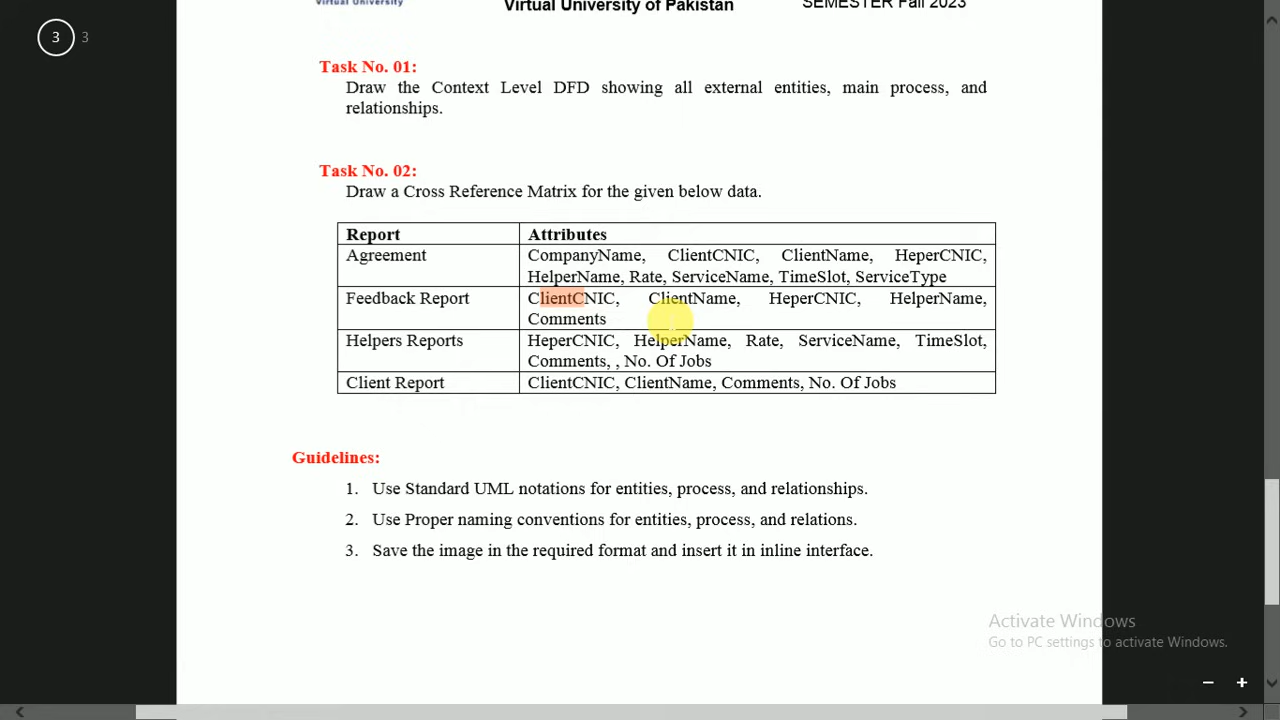 Virtual University
Virtual University of Pakistan
SEMESTER Fall 2023
3 3
Task No. 01:
Draw the Context Level DFD showing all external entities, main process, and
relationships.
Task No. 02:
Draw a Cross Reference Matrix for the given below data.
Report Attributes
Agreement CompanyName, ClientCNIC, ClientName, HeperCNIC,
HelperName, Rate, ServiceName, TimeSlot, ServiceType
Feedback Report ClientCNIC, ClientName, HeperCNIC, HelperName,
Comments
Helpers Reports HeperCNIC, HelperName, Rate, ServiceName, TimeSlot,
Comments, , No. Of Jobs
Client Report ClientCNIC, ClientName, Comments, No. Of Jobs
Guidelines:
1. Use Standard UML notations for entities, process, and relationships.
2. Use Proper naming conventions for entities, process, and relations.
3. Save the image in the required format and insert it in inline interface.
Activate Windows
Go to PC settings to activate Windows.